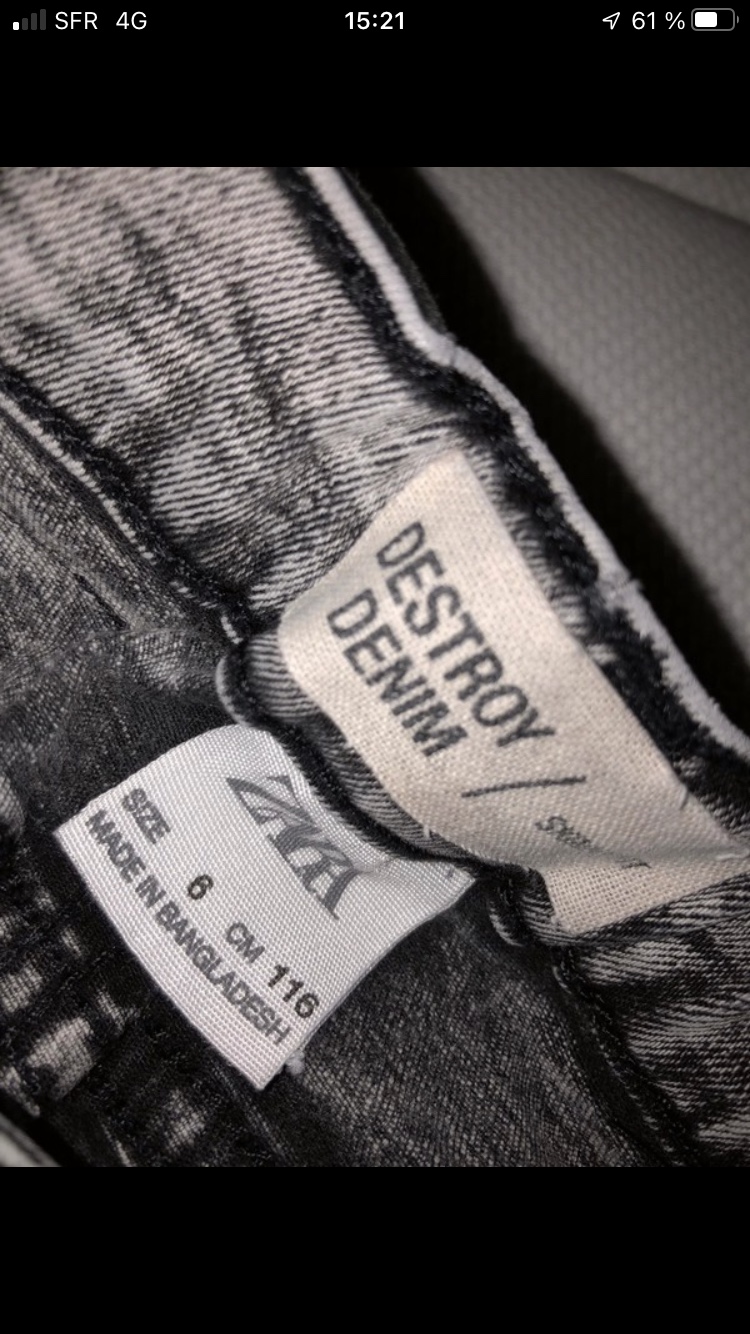 SFR 4G 15:21 61 %
DESTROY
DENIM /
ZARA
SIZE 6 CM 116
MADE IN BANGLADESH